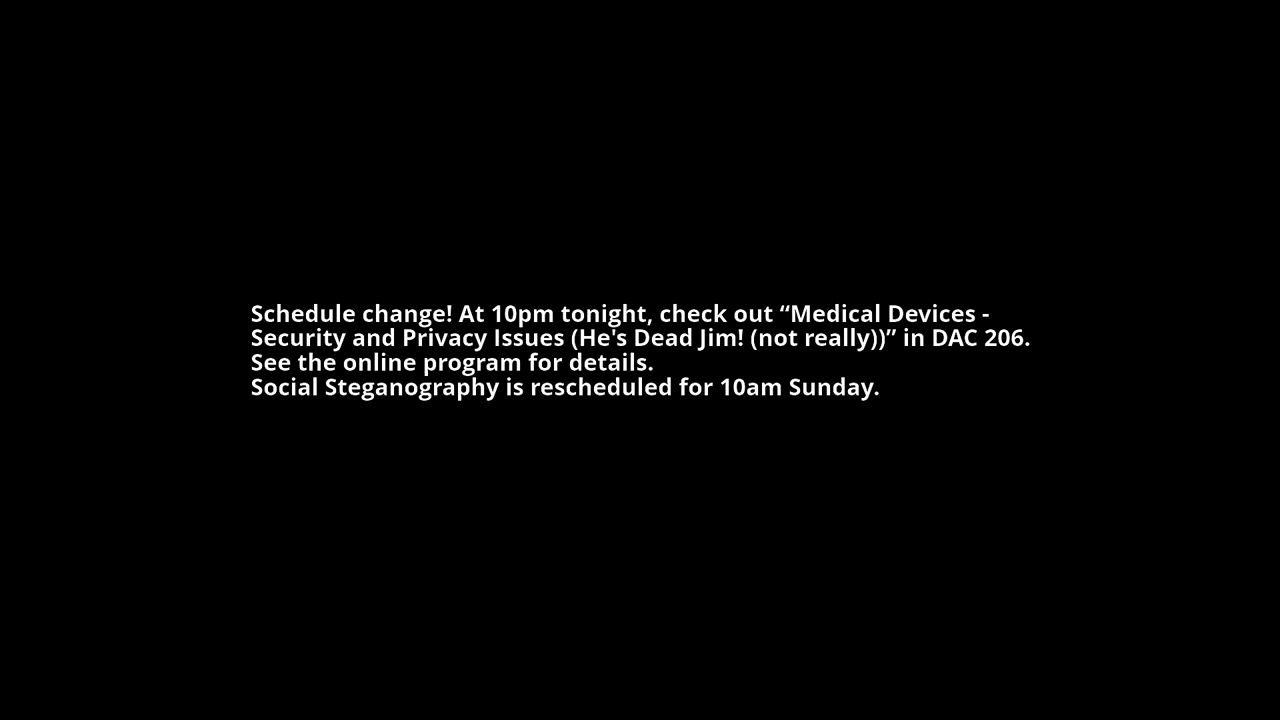 Schedule change! At 10pm tonight, check out “Medical Devices -
Security and Privacy Issues (He's Dead Jim! (not really))” in DAC 206.
See the online program for details.
Social Steganography is rescheduled for 10am Sunday.